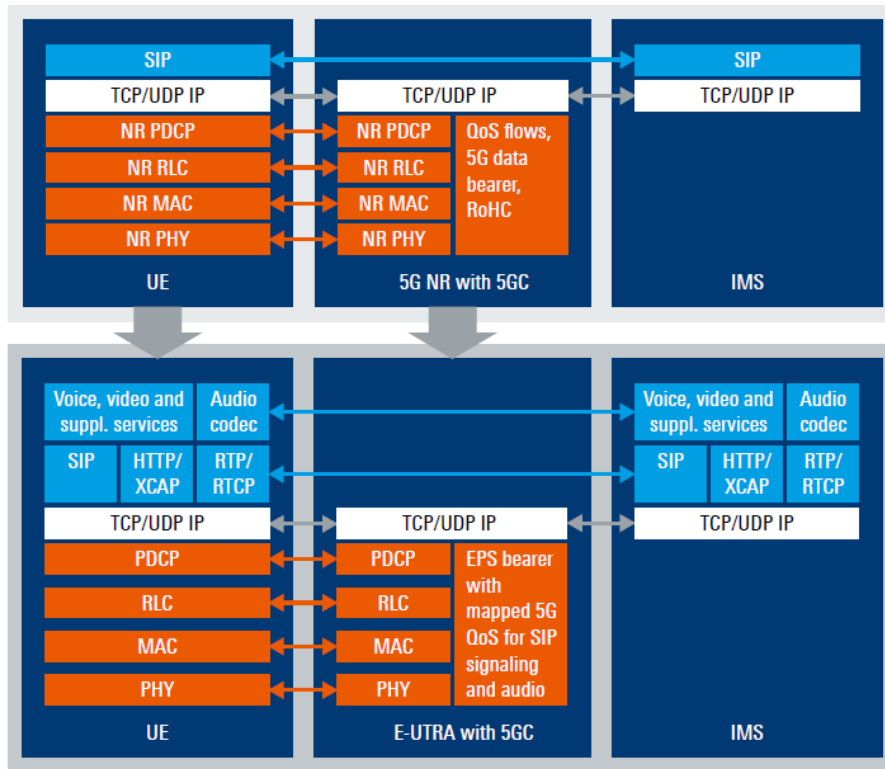 SIP
SIP
TCP/UDP IP
TCP/UDP IP
TCP/UDP IP
NR PDCP
NR RLC
NR MAC
NR PHY
NR PDCP
NR RLC
NR MAC
NR PHY
QoS flows,
5G data
bearer,
RoHC
UE
5G NR with 5GC
IMS
Voice, video and
suppl. services
Audio
codec
SIP
HTTP/
XCAP
RTP/
RTCP
Voice, video and
suppl. services
Audio
codec
SIP
HTTP/
XCAP
RTP/
RTCP
TCP/UDP IP
TCP/UDP IP
TCP/UDP IP
PDCP
RLC
MAC
PHY
PDCP
RLC
MAC
PHY
EPS bearer
with
mapped 5G
QoS for SIP
signaling
and audio
UE
E-UTRA with 5GC
IMS